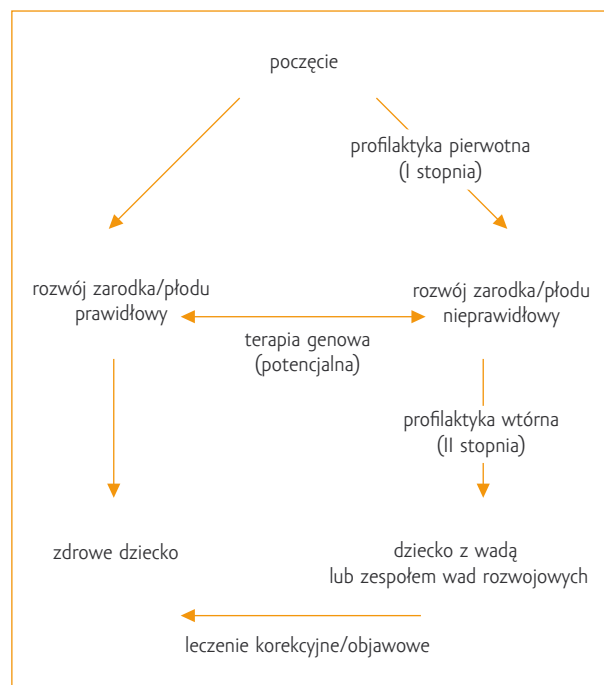 poczęcie
profilaktyka pierwotna
(I stopnia)
rozwój zarodka/płodu
prawidłowy
rozwój zarodka/płodu
nieprawidłowy
terapia genowa
(potencjalna)
profilaktyka wtórna
(II stopnia)
zdrowe dziecko
dziecko z wadą
lub zespołem wad rozwojowych
leczenie korekcyjne/objawowe